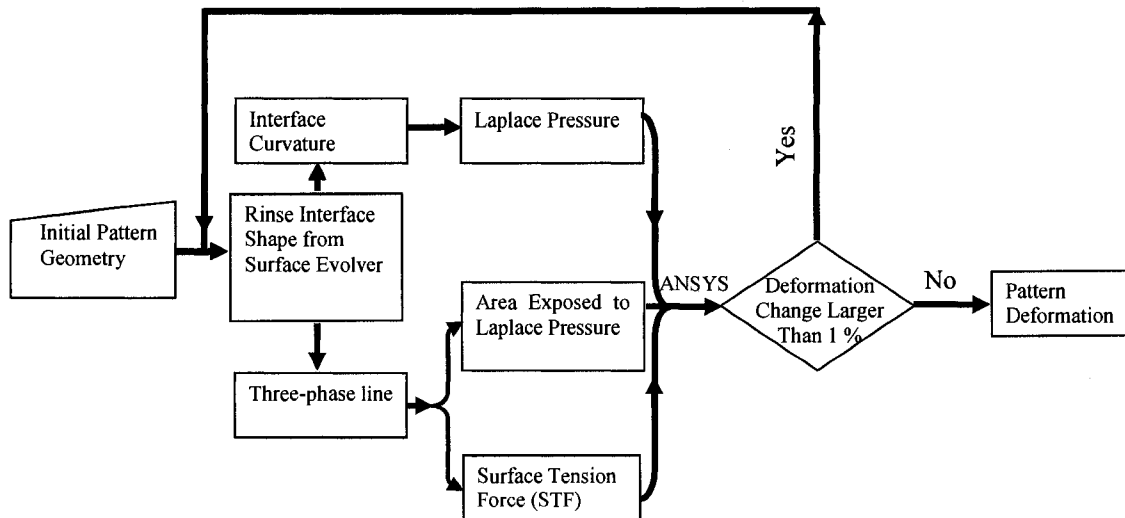 Initial Pattern
Geometry
Interface
Curvature
Laplace Pressure
Rinse Interface
Shape from
Surface Evolver
Three-phase line
Area Exposed to
Laplace Pressure
Surface Tension
Force (STF)
ANSYS
Deformation
Change Larger
Than 1 %
Yes
No
Pattern
Deformation